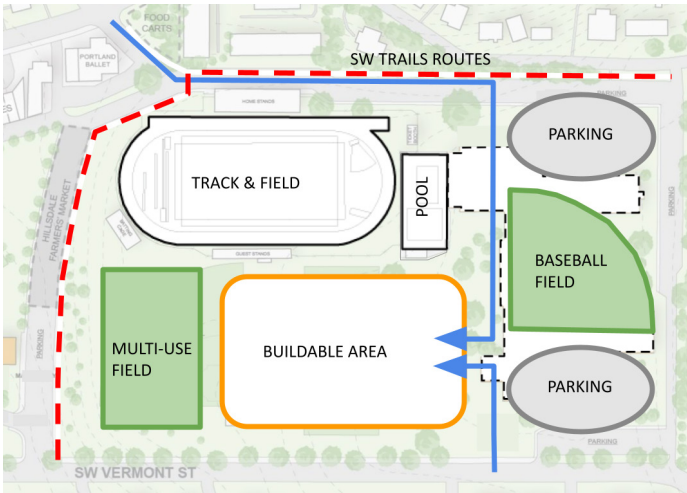 FOOD
CARTS
PORTLAND
BALLET
SW TRAILS ROUTES
PARKING
HOME STANDS
PARKING
TRACK & FIELD
POOL
HILLSDALE
FARMERS' MARKET
PARKING
BASEBALL
FIELD
GUEST STANDS
MULTI-USE
FIELD
BUILDABLE AREA
PARKING
PARKING
PARKING
SW VERMONT ST